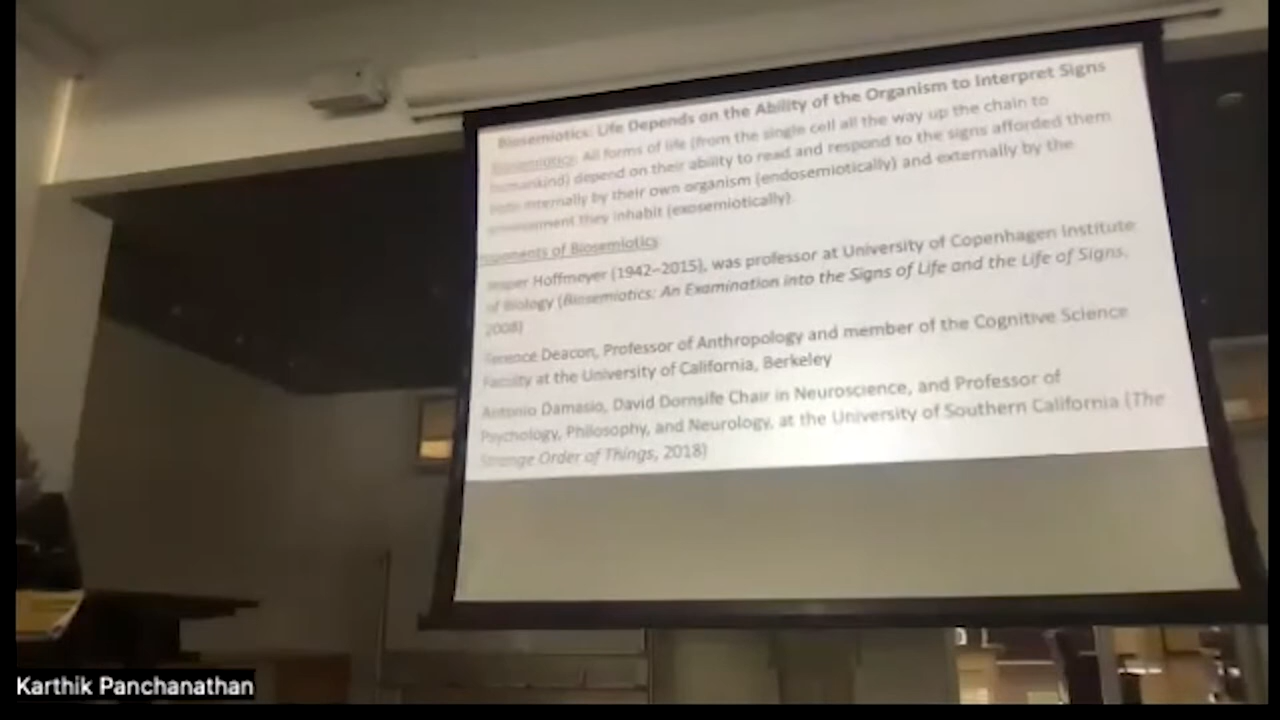 Biosemiotics: Life Depends on the Ability of the Organism to Interpret Signs
Biosemiotics: All forms of life (from the single cell all the way up the chain to
humankind) depend on their ability to read and respond to the signs afforded them
both internally by their own organism (endosemiotically) and externally by the
environment they inhabit (exosemiotically).
of Biosemiotics
Hoffmeyer (1942–2015), was professor at University of Copenhagen Institute
of Biology (Biosemiotics: An Examination into the Signs of Life and the Life of Signs,
2008)
Terence Deacon, Professor of Anthropology and member of the Cognitive Science
Faculty at the University of California, Berkeley
Antonio Damasio, David Dornsife Chair in Neuroscience, and Professor of
Psychology, Philosophy, and Neurology, at the University of Southern California (The
Strange Order of Things, 2018)
Karthik Panchanathan